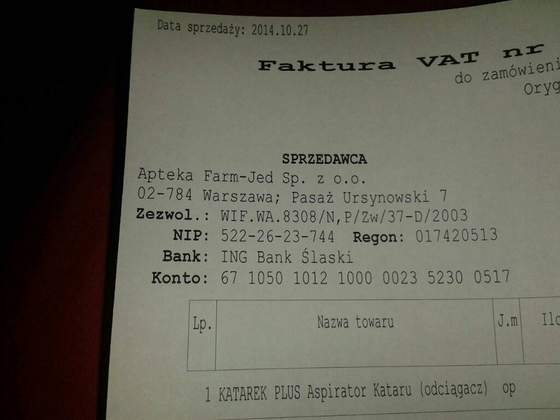 Data sprzedaży: 2014.10.27
Faktura VAT nr
do zamówieni
Oryg
SPRZEDAWCA
Apteka Farm-Jed Sp. z o.o.
02-784 Warszawa; Pasaż Ursynowski 7
Zezwol.: WIF.WA.8308/N,P/Zw/37-D/2003
NIP: 522-26-23-744 Regon: 017420513
Bank: ING Bank Ślaski
Konto: 67 1050 1012 1000 0023 5230 0517
Lp. Nazwa towaru J.m Ilo
1 KATAREK PLUS Aspirator Kataru (odciągacz) op